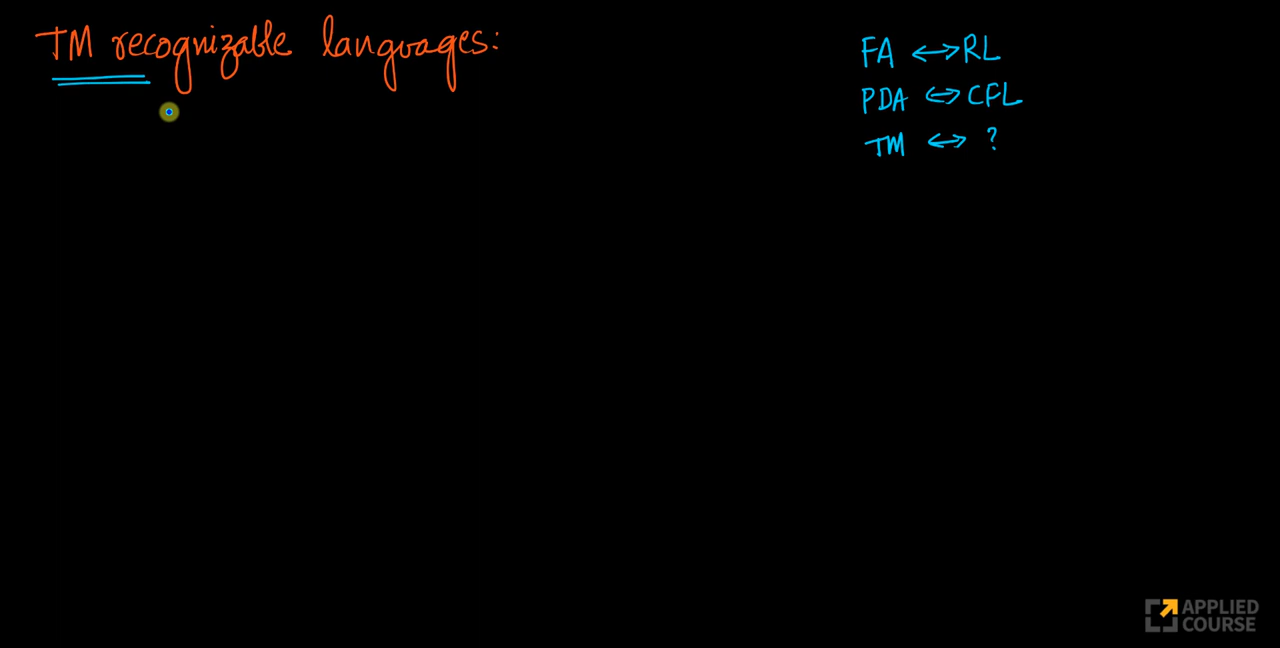 TM recognizable languages:
FA ↔ RL
PDA ↔ CFL
TM ↔ ?
APPLIED
COURSE